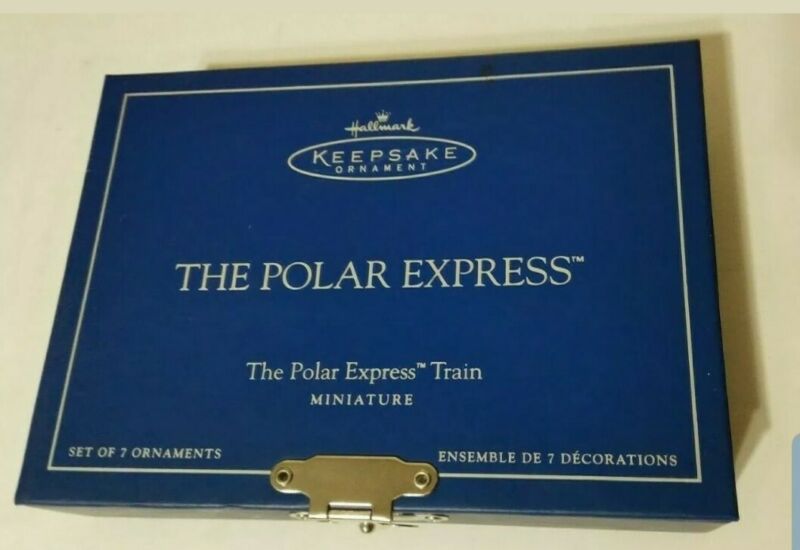 Hallmark
KEEPSAKE
ORNAMENT
THE POLAR EXPRESS™
The Polar Express™ Train
MINIATURE
SET OF 7 ORNAMENTS
ENSEMBLE DE 7 DÉCORATIONS